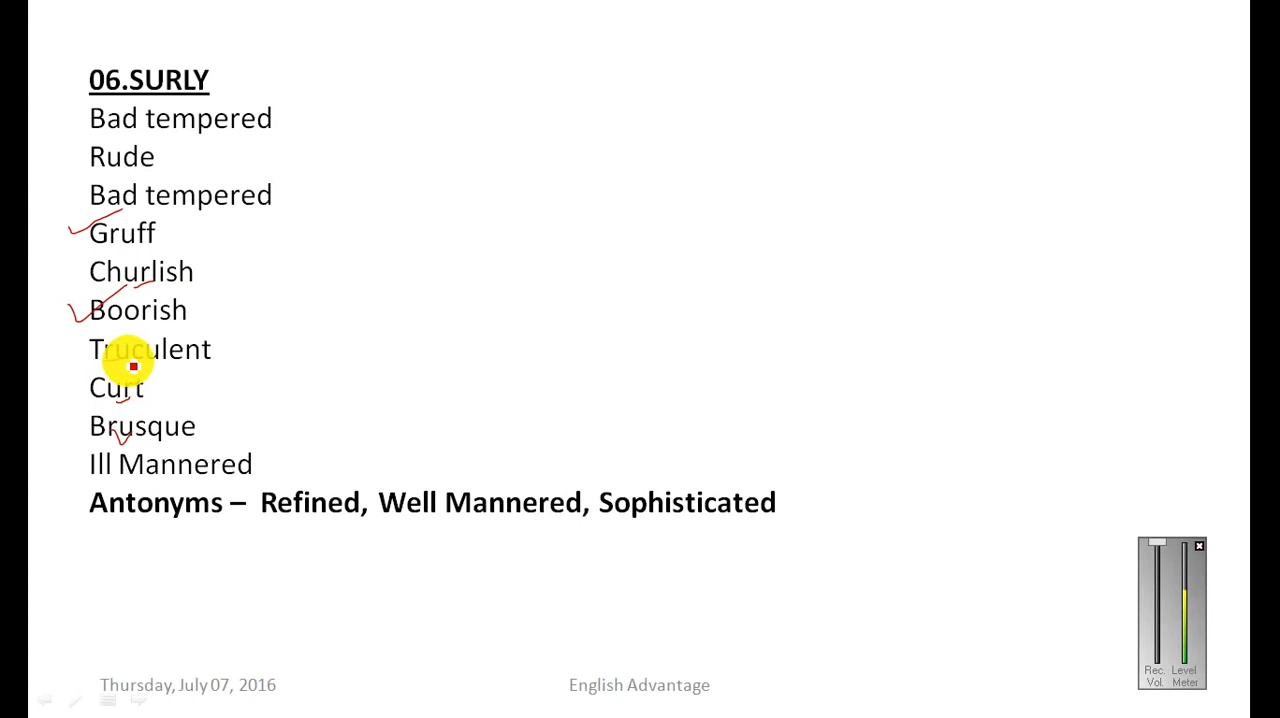 06.SURLY
Bad tempered
Rude
Bad tempered
Gruff
Churlish
Boorish
Truculent
Curt
Brusque
Ill Mannered
Antonyms – Refined, Well Mannered, Sophisticated
Rec. Level
Vol. Meter
Thursday, July 07, 2016 English Advantage